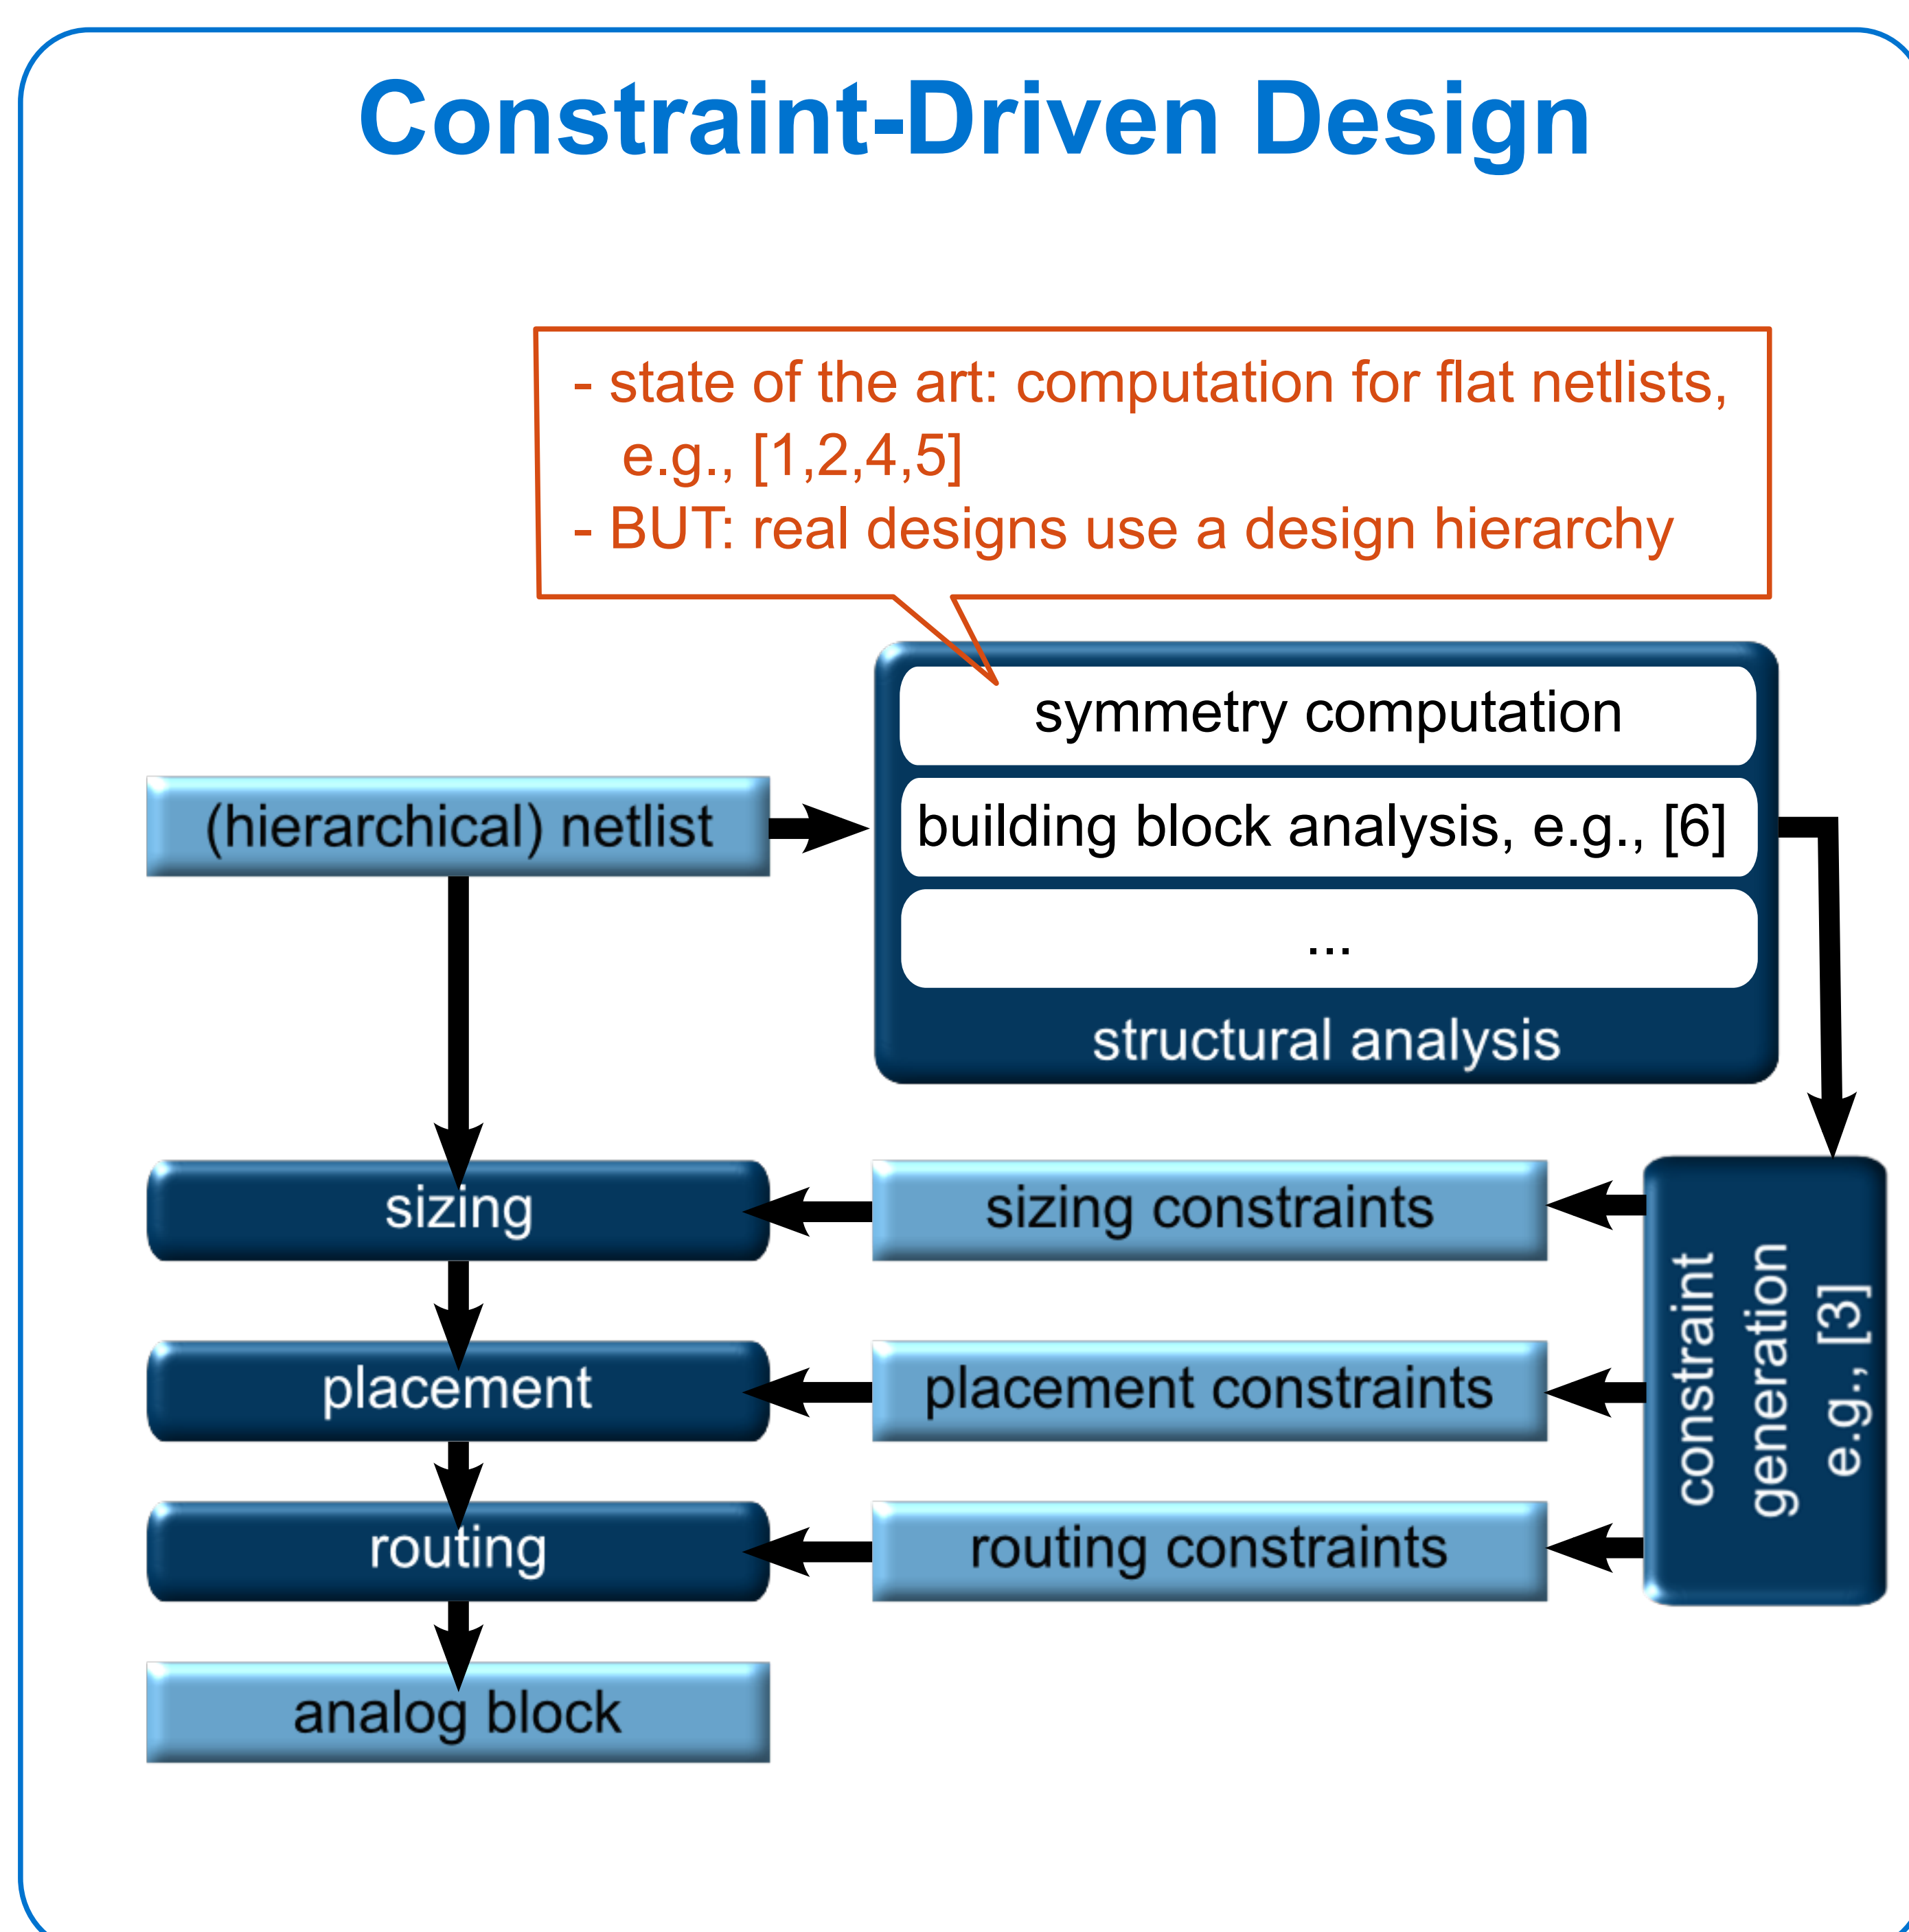 Constraint-Driven Design
- state of the art: computation for flat netlists,
e.g., [1,2,4,5]
- BUT: real designs use a design hierarchy
symmetry computation
(hierarchical) netlist
building block analysis, e.g., [6]
...
structural analysis
sizing
sizing constraints
placement
placement constraints
routing
routing constraints
constraint
generation
e.g., [3]
analog block